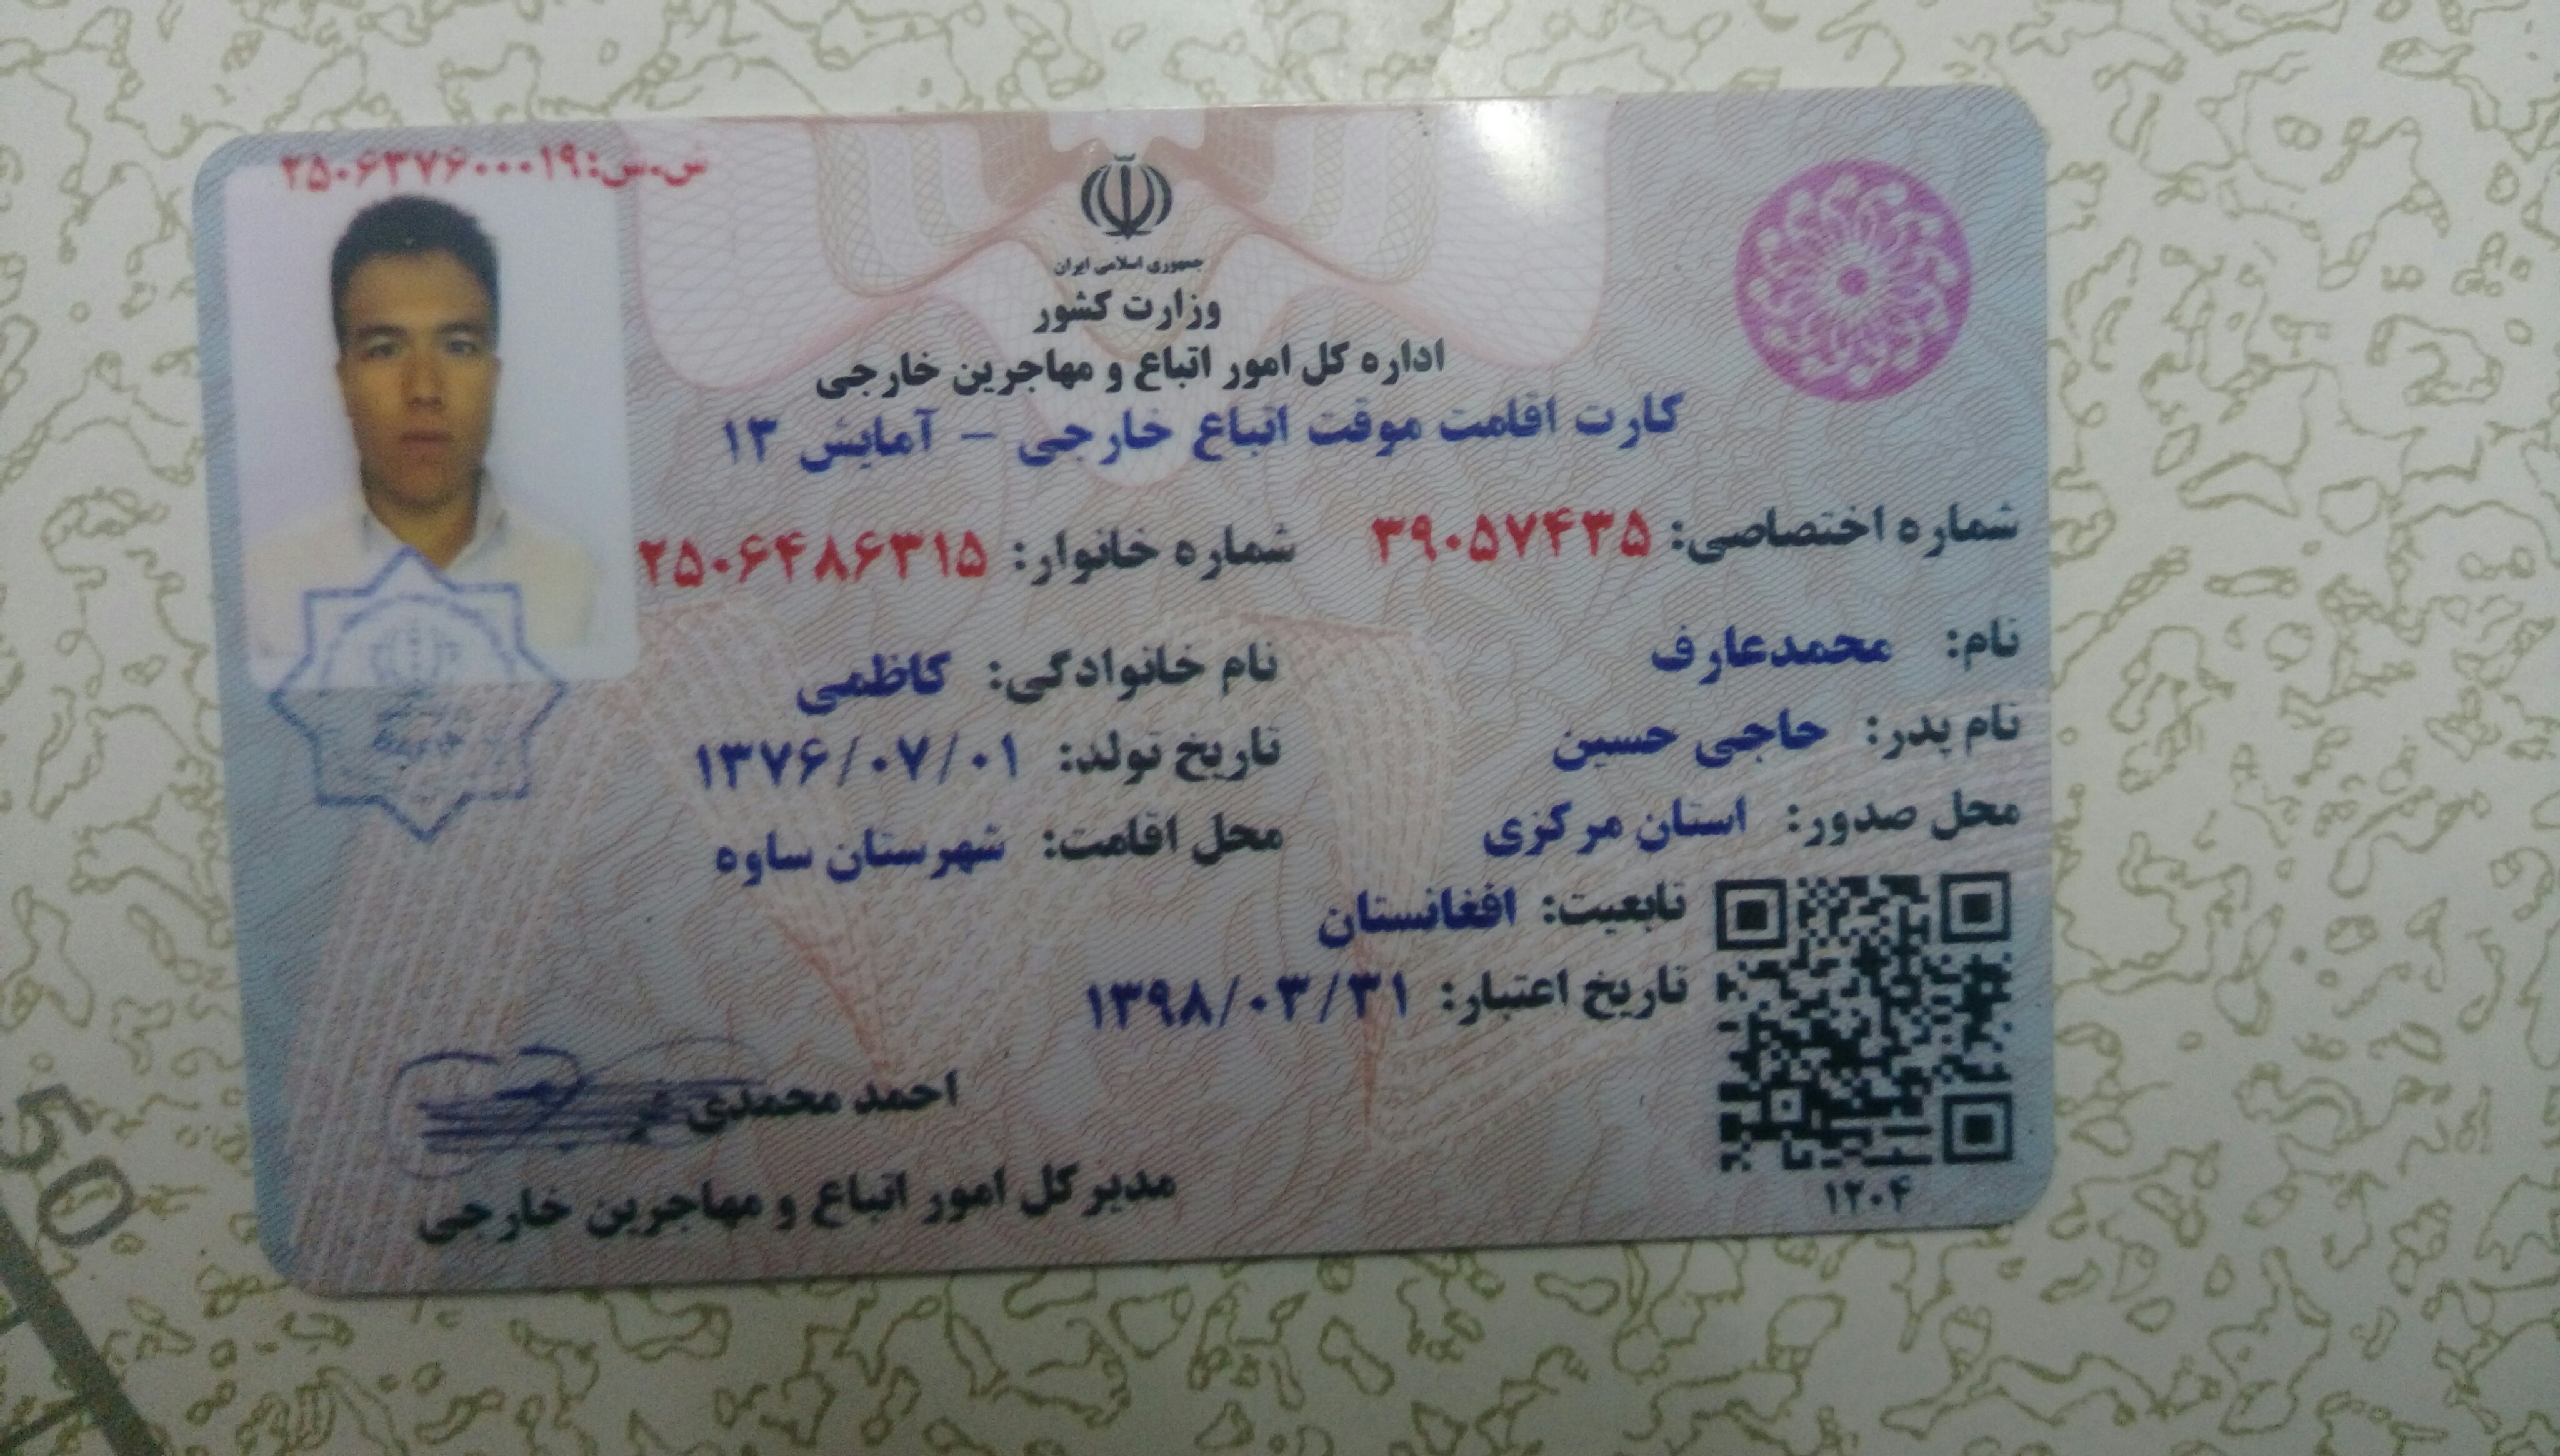 س.س:۲۵۰۶۳۷۶۰۰۰۱۹
جمهوری اسلامی ایران
وزارت کشور
اداره کل امور اتباع و مهاجرین خارجی
کارت اقامت موقت اتباع خارجی – آمایش ۱۳
شماره اختصاصی: ۳۹۰۵۷۴۳۵ شماره خانوار: ۲۵۰۶۴۸۶۳۱۵
نام: محمدعارف نام خانوادگی: کاظمی
نام پدر: حاجی حسین تاریخ تولد: ۱۳۷۶/۰۷/۰۱
محل صدور: استان مرکزی محل اقامت: شهرستان ساوه
تابعیت: افغانستان
تاریخ اعتبار: ۱۳۹۸/۰۳/۳۱
احمد محمدی
مدیر کل امور اتباع و مهاجرین خارجی
۱۲۰۴
50